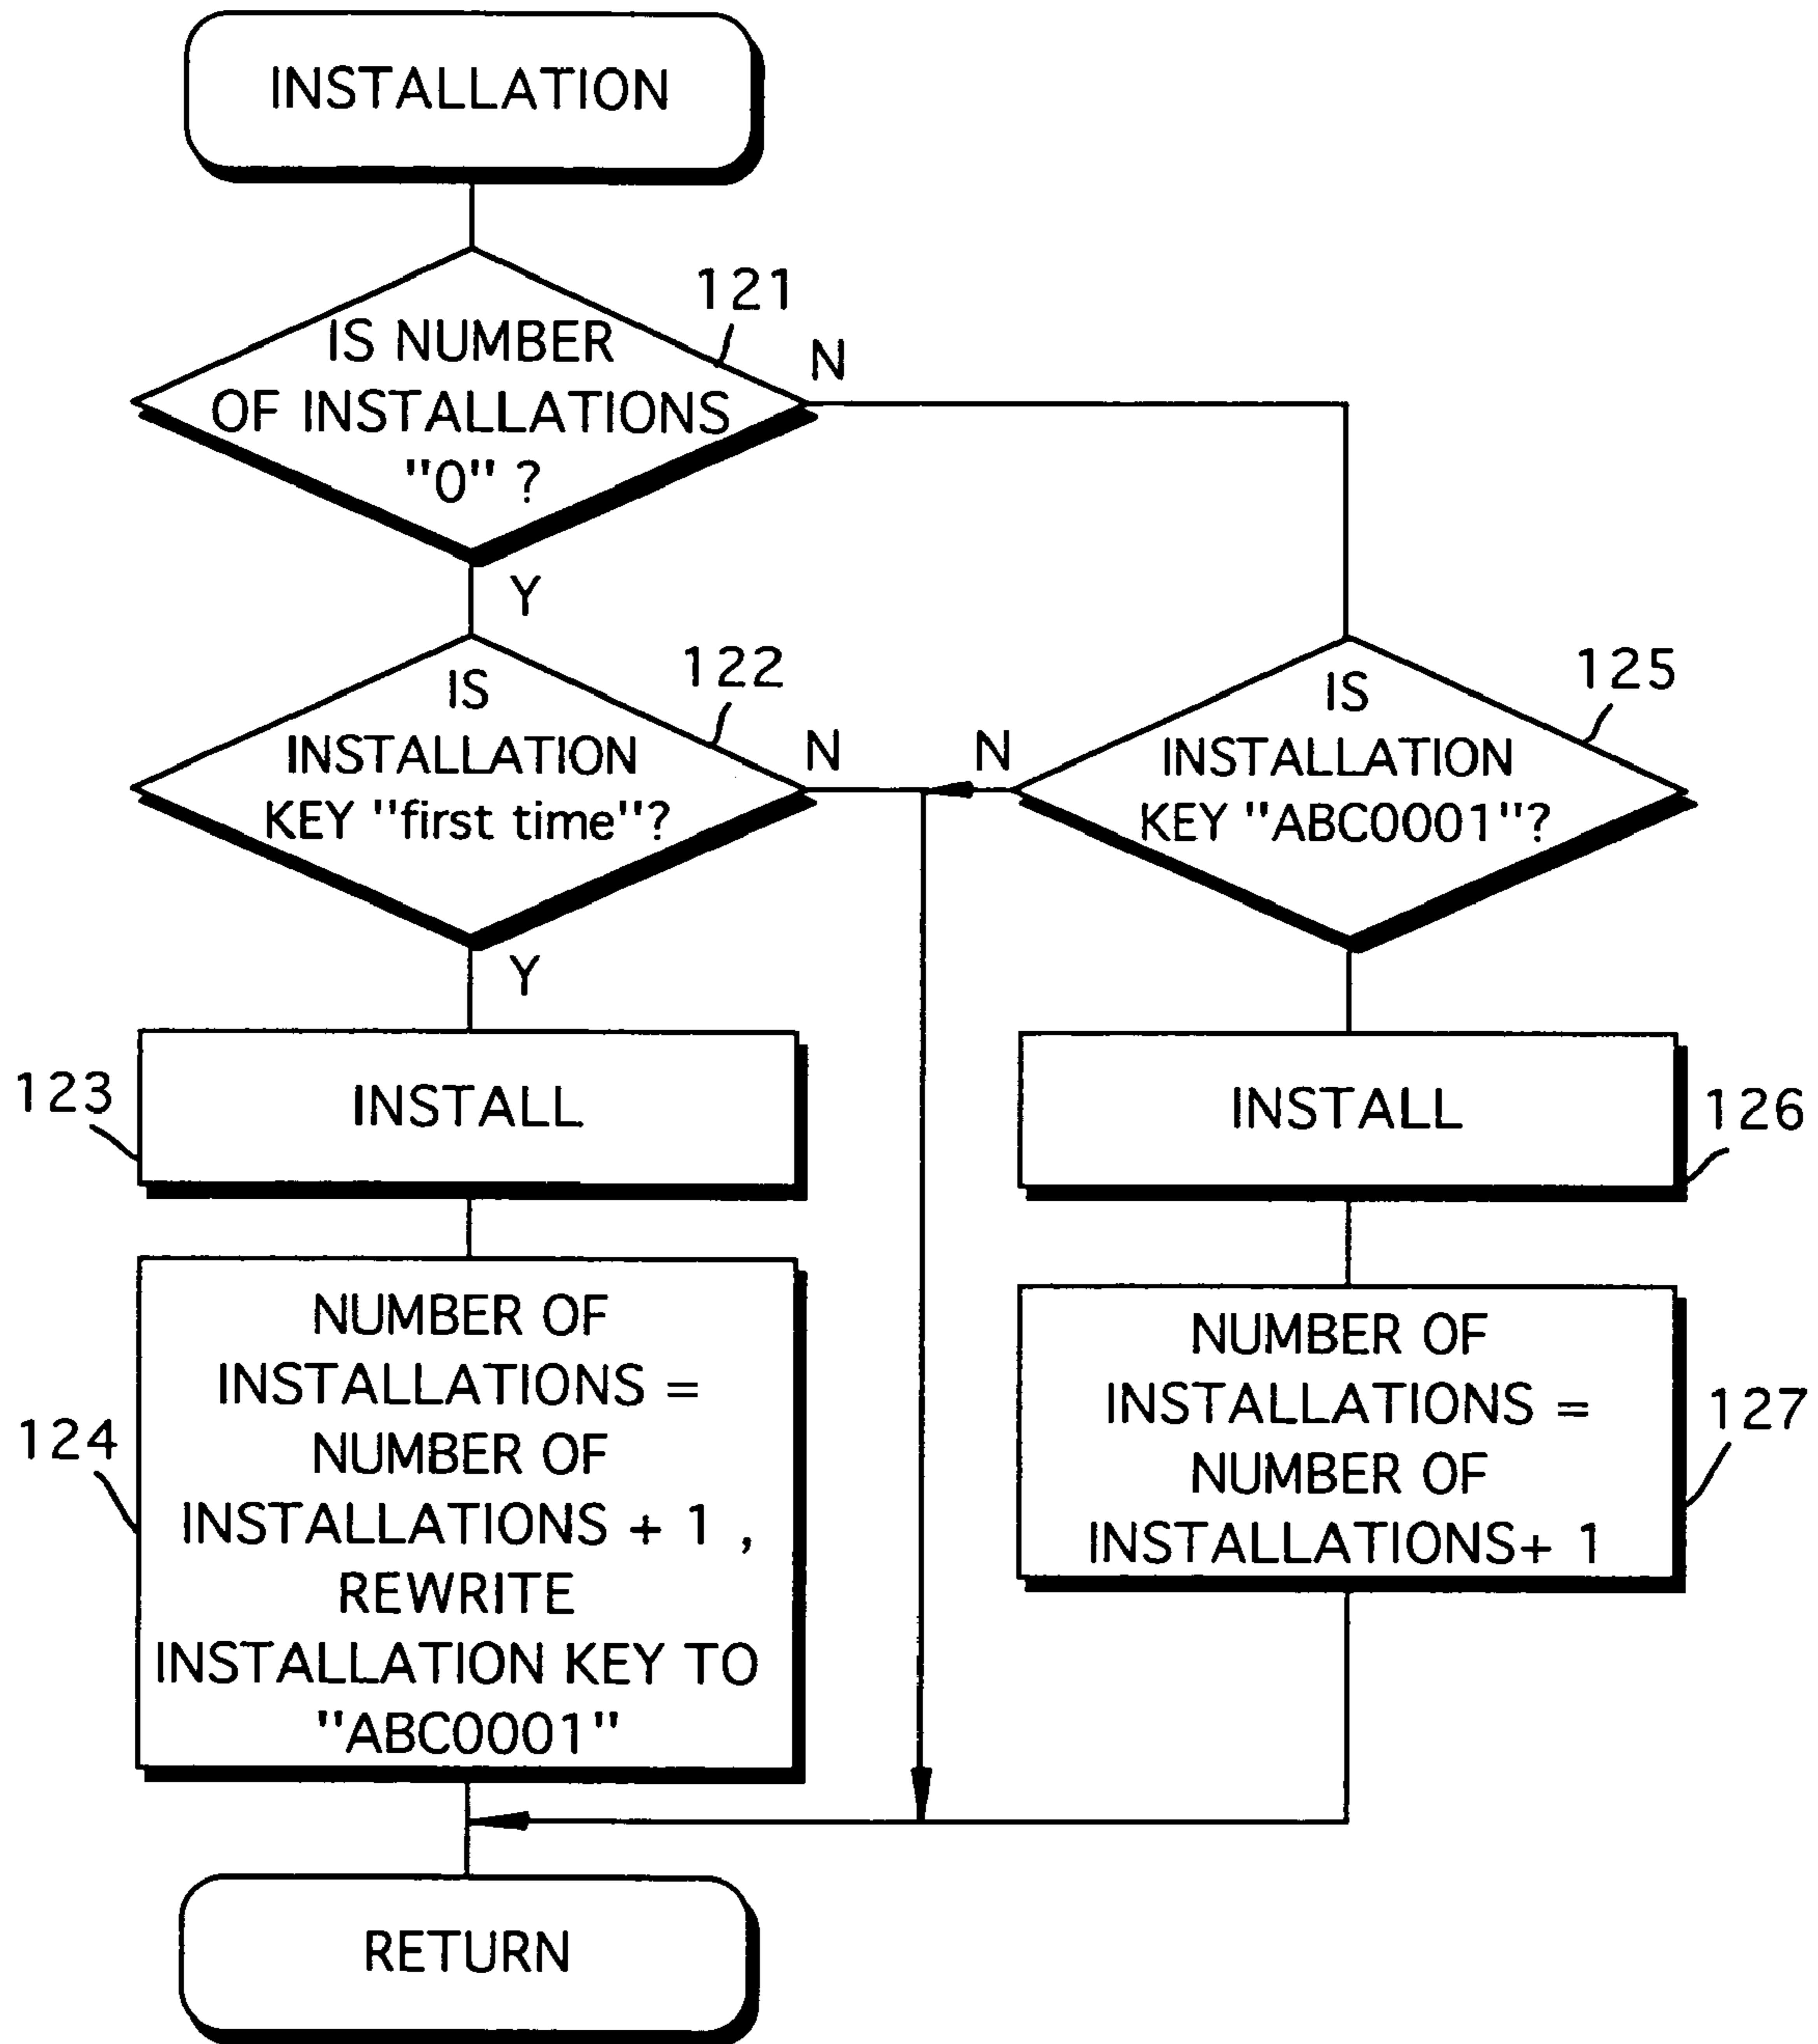 INSTALLATION
121
IS NUMBER
OF INSTALLATIONS
"0" ?
N
Y
122
IS
INSTALLATION
KEY "first time"?
N
Y
125
IS
INSTALLATION
KEY "ABC0001"?
N
123
INSTALL
126
INSTALL
124
NUMBER OF
INSTALLATIONS =
NUMBER OF
INSTALLATIONS + 1 ,
REWRITE
INSTALLATION KEY TO
"ABC0001"
127
NUMBER OF
INSTALLATIONS =
NUMBER OF
INSTALLATIONS+ 1
RETURN